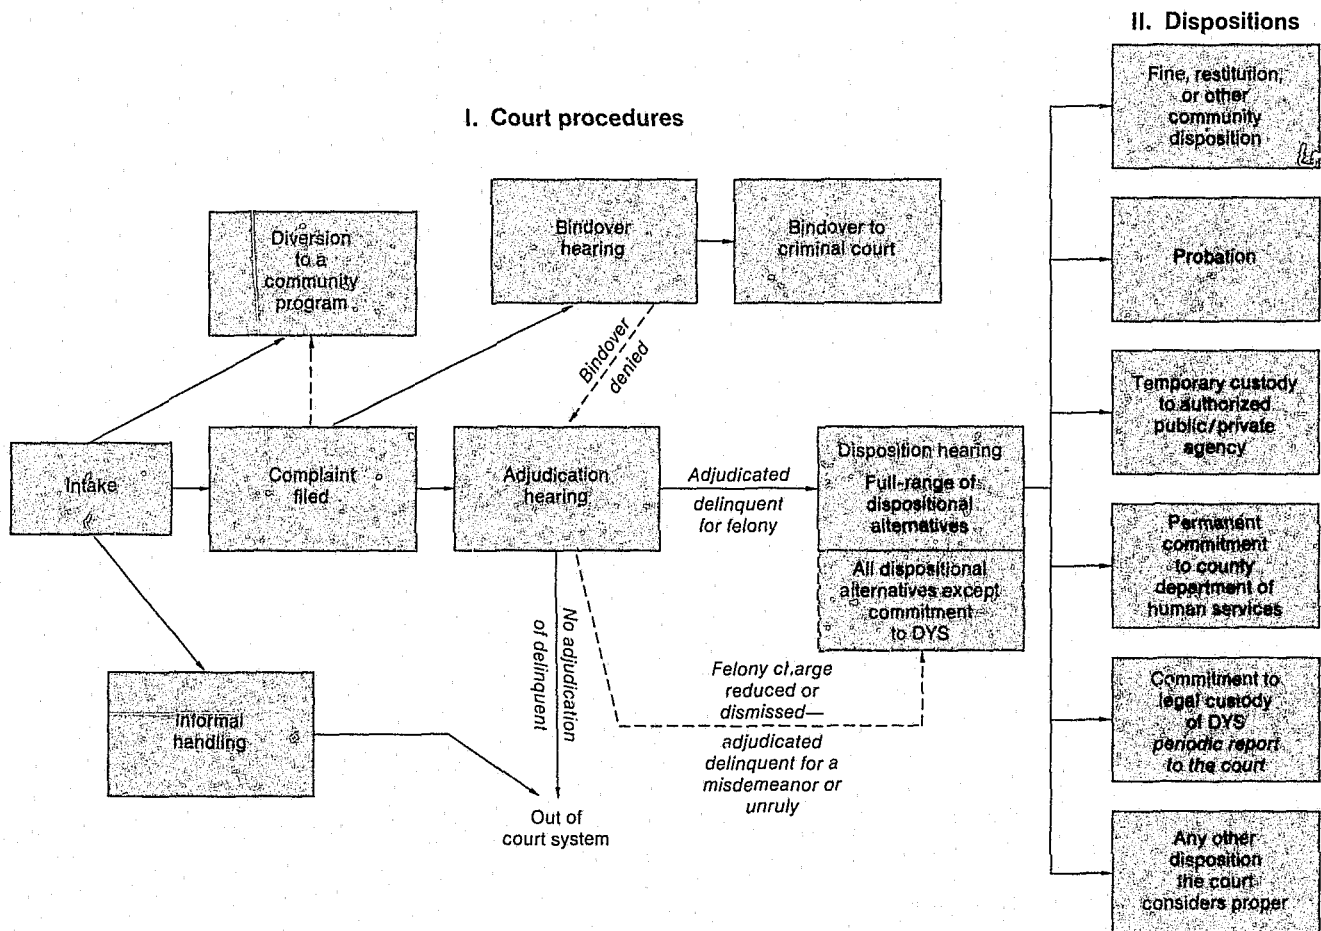 II. Dispositions
Fine, restitution,
or other
community
disposition
I. Court procedures
Bindover
hearing
Bindover to
criminal court
Diversion
to a
community
program
Probation
Bindover
denied
Temporary custody
to authorized
public/private
agency
Intake
Complaint
filed
Adjudication
hearing
Adjudicated
delinquent
for felony
Disposition hearing
Full-range of
dispositional
alternatives
All dispositional
alternatives except
commitment
to DYS
Permanent
commitment
to county
department of
human services
No adjudication
of delinquent
Felony charge
reduced or
dismissed—
adjudicated
delinquent for a
misdemeanor or
unruly
Commitment to
legal custody
of DYS
periodic report
to the court
Informal
handling
Out of
court system
Any other
disposition
the court
considers proper